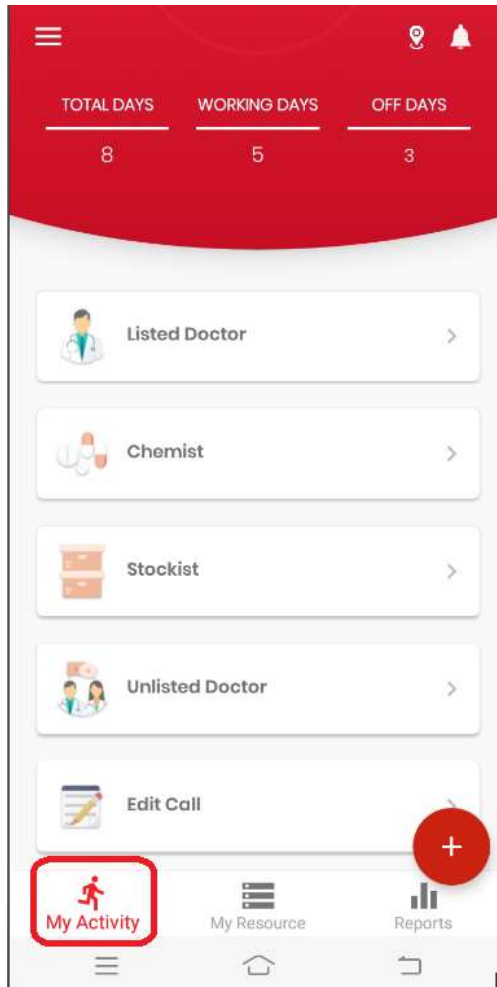 TOTAL DAYS WORKING DAYS OFF DAYS
8 5 3
Listed Doctor
Chemist
Stockist
Unlisted Doctor
Edit Call
+
My Activity My Resource Reports